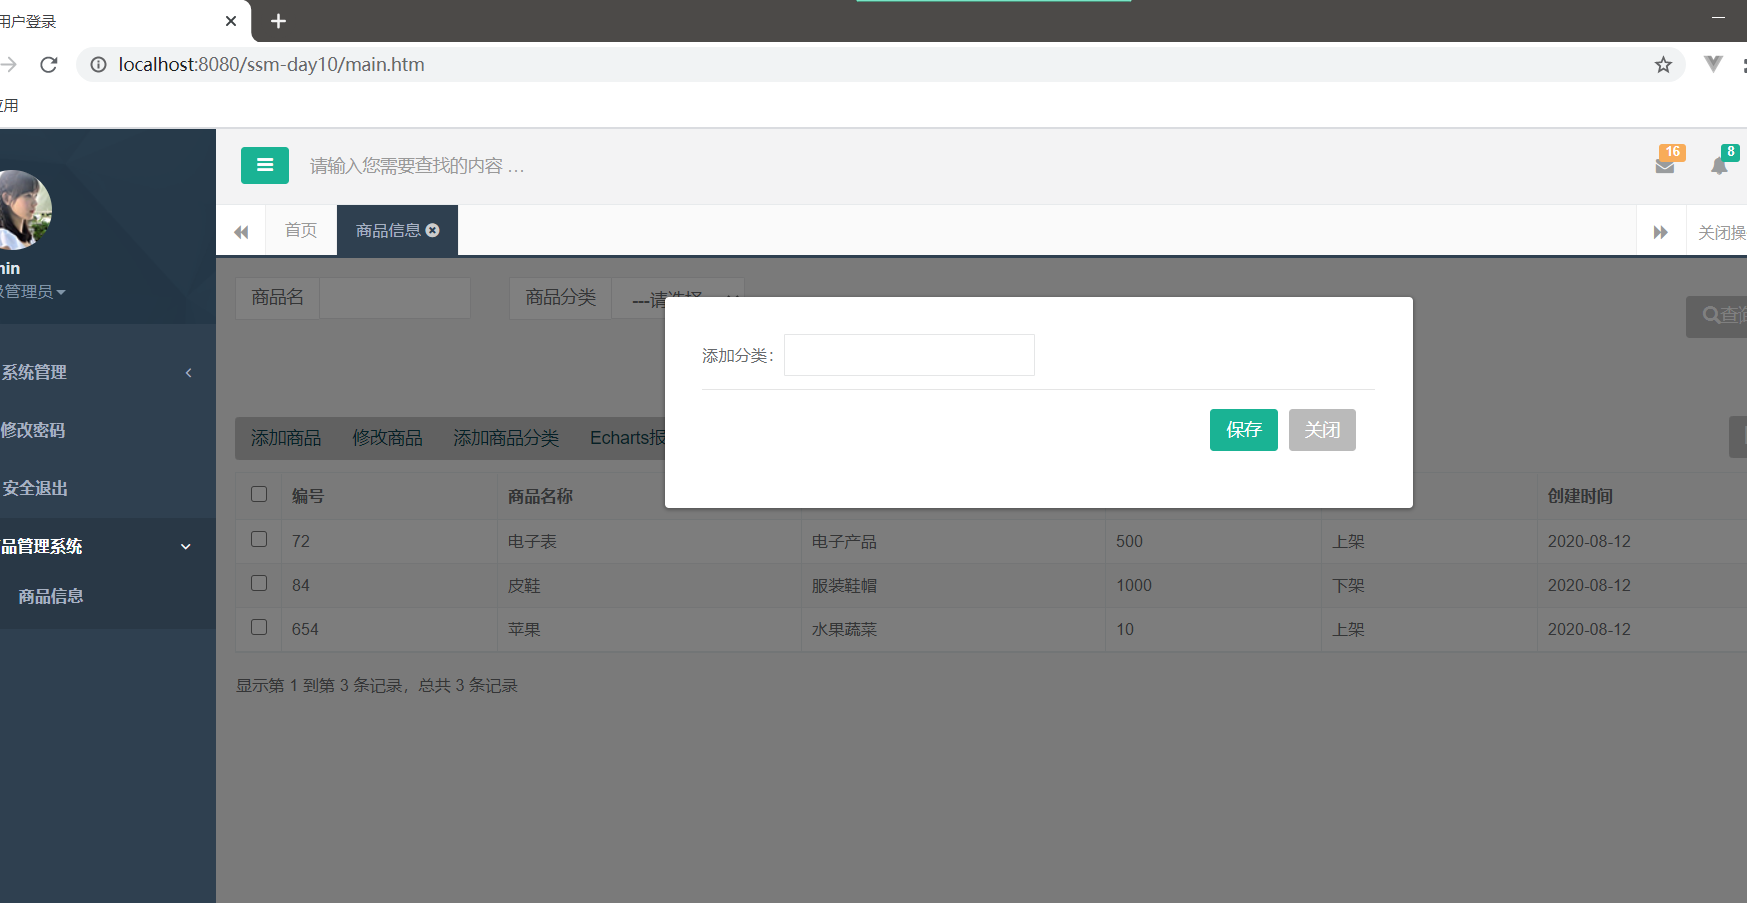 用户登录
localhost:8080/ssm-day10/main.htm
应用
请输入您需要查找的内容 …
16
8
首页
商品信息
关闭操
min
级管理员
系统管理
修改密码
安全退出
品管理系统
商品信息
商品名
商品分类
---请选择
查询
添加分类：
保存
关闭
添加商品 修改商品 添加商品分类 Echarts报
编号 商品名称 创建时间
72 电子表 电子产品 500 上架 2020-08-12
84 皮鞋 服装鞋帽 1000 下架 2020-08-12
654 苹果 水果蔬菜 10 上架 2020-08-12
显示第 1 到第 3 条记录，总共 3 条记录